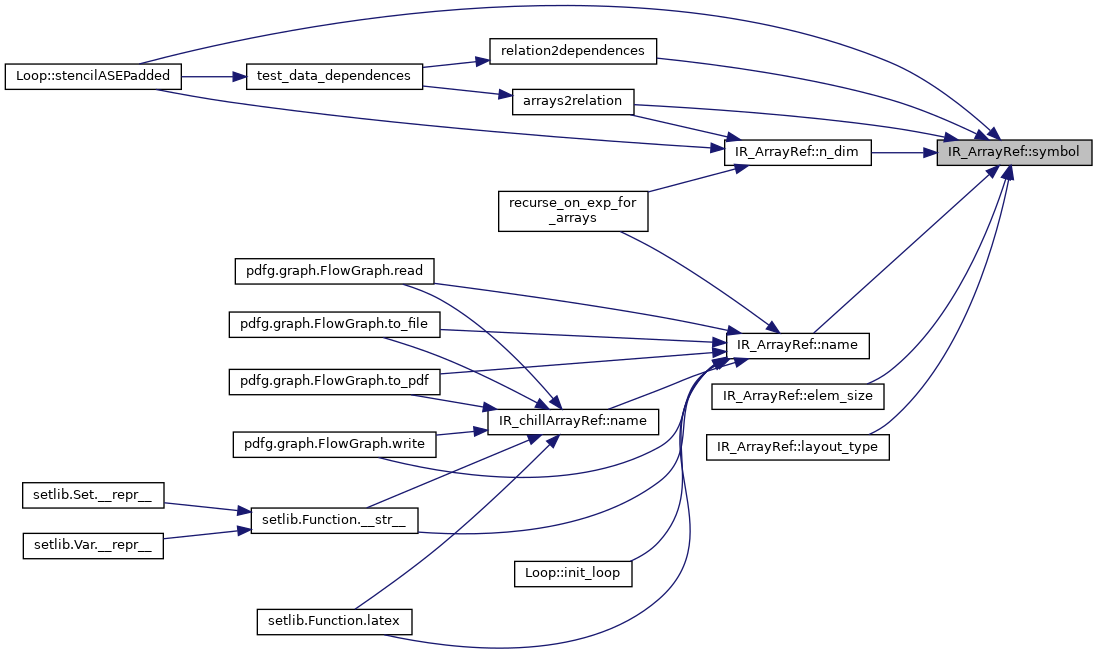 relation2dependences
Loop::stencilASEPadded
test_data_dependences
arrays2relation
IR_ArrayRef::n_dim
IR_ArrayRef::symbol
recurse_on_exp_for
_arrays
pdfg.graph.FlowGraph.read
pdfg.graph.FlowGraph.to_file
IR_ArrayRef::name
pdfg.graph.FlowGraph.to_pdf
IR_ArrayRef::elem_size
IR_chillArrayRef::name
pdfg.graph.FlowGraph.write
IR_ArrayRef::layout_type
setlib.Set.__repr__
setlib.Function.__str__
setlib.Var.__repr__
Loop::init_loop
setlib.Function.latex